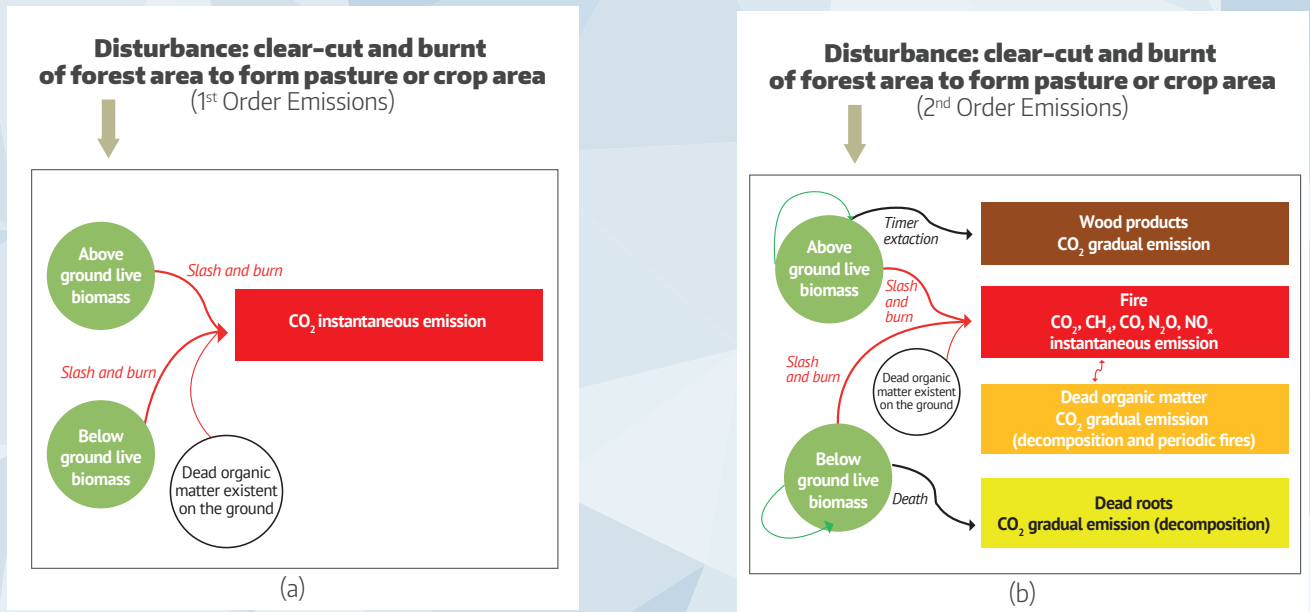 Disturbance: clear-cut and burnt
of forest area to form pasture or crop area
(1st Order Emissions)
Above
ground live
biomass
Slash and burn
CO2 instantaneous emission
Slash and burn
Below
ground live
biomass
Dead organic
matter existent
on the ground
(a)
Disturbance: clear-cut and burnt
of forest area to form pasture or crop area
(2nd Order Emissions)
Above
ground live
biomass
Timer
extaction
Wood products
CO2 gradual emission
Slash
and
burn
Fire
CO2, CH4, CO, N2O, NOx
instantaneous emission
Slash
and burn
Dead organic
matter existent
on the ground
Dead organic matter
CO2 gradual emission
(decomposition and periodic fires)
Below
ground live
biomass
Death
Dead roots
CO2 gradual emission (decomposition)
(b)